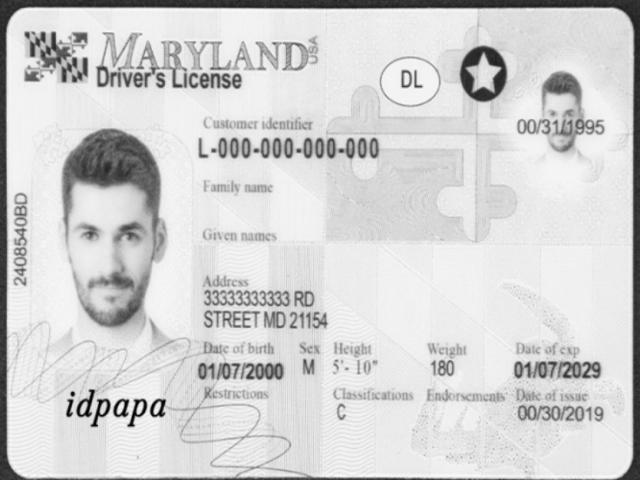 MARYLAND USA
Driver's License
DL
00/31/1995
Customer identifier
L-000-000-000-000
Family name
Given names
2408540BD
Address
33333333333 RD
STREET MD 21154
Date of birth Sex Height Weight Date of exp
01/07/2000 M 5'- 10" 180 01/07/2029
Restrictions Classifications Endorsements Date of issue
C 00/30/2019
idpapa